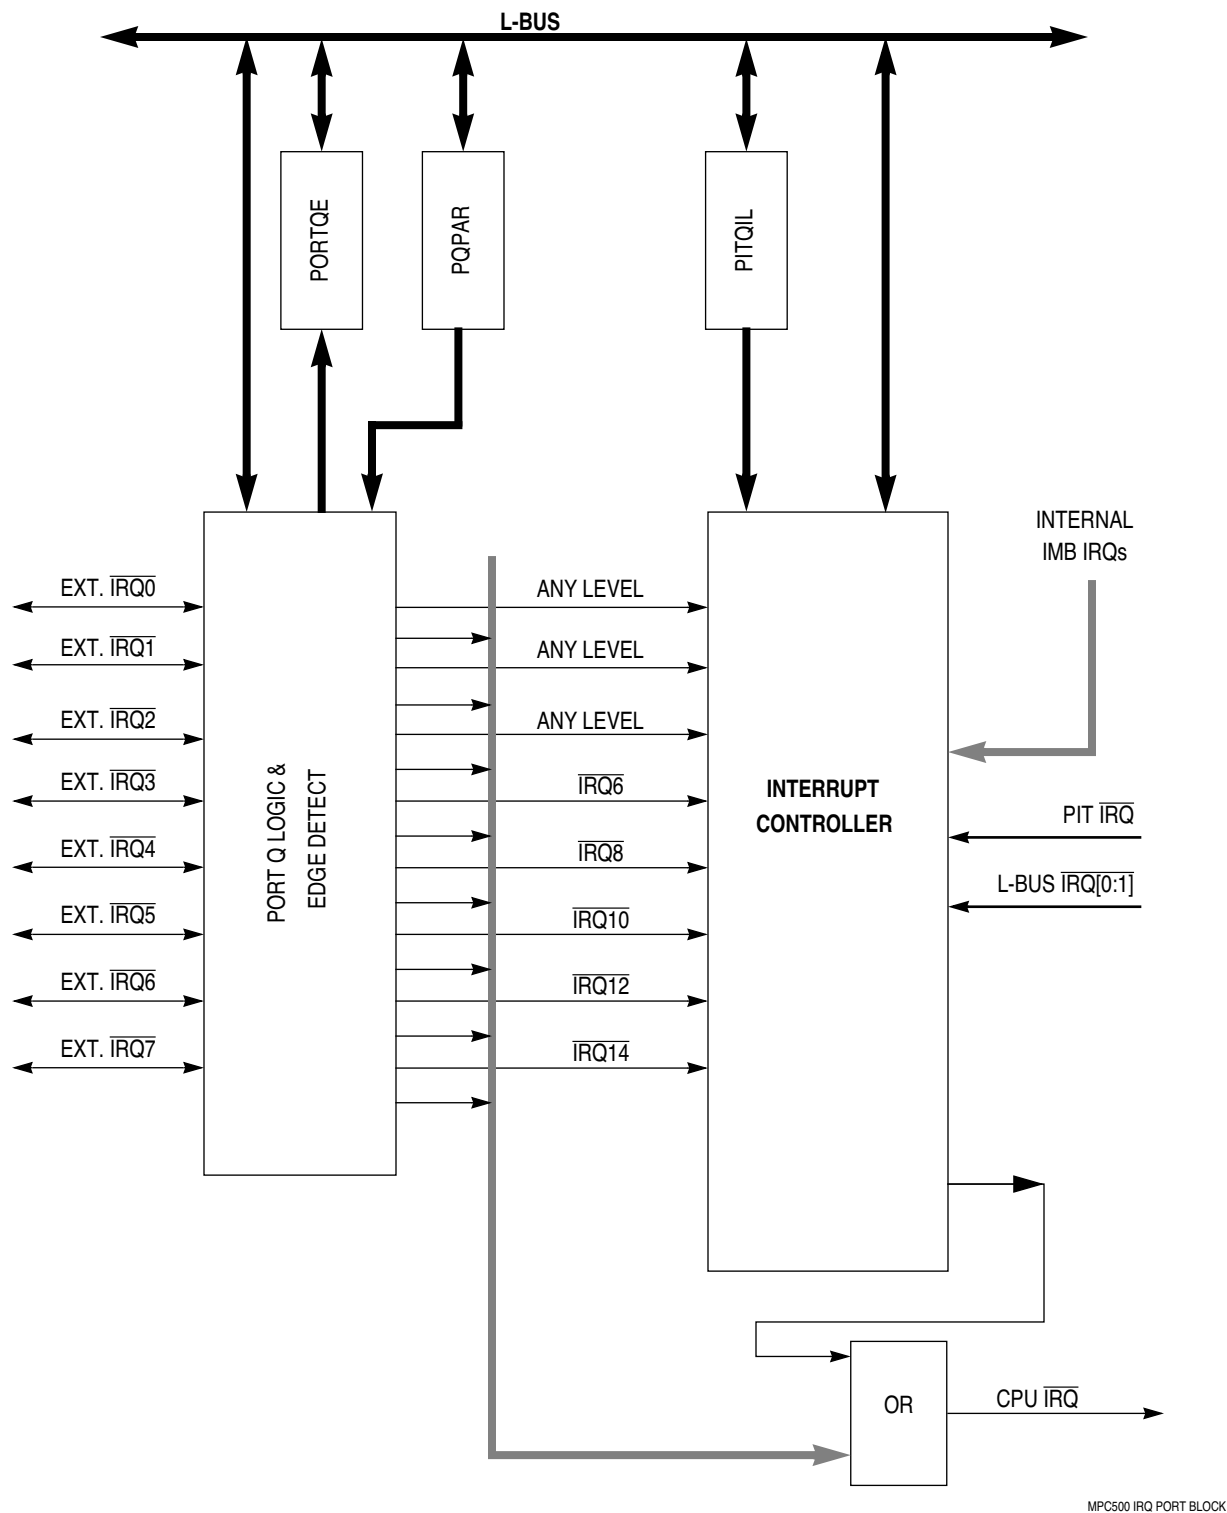 L-BUS
PORTQE
PQPAR
PITQIL
INTERNAL
IMB IRQs
EXT. IRQ0
EXT. IRQ1
EXT. IRQ2
EXT. IRQ3
EXT. IRQ4
EXT. IRQ5
EXT. IRQ6
EXT. IRQ7
PORT Q LOGIC &
EDGE DETECT
ANY LEVEL
ANY LEVEL
ANY LEVEL
IRQ6
IRQ8
IRQ10
IRQ12
IRQ14
INTERRUPT
CONTROLLER
PIT IRQ
L-BUS IRQ[0:1]
OR
CPU IRQ
MPC500 IRQ PORT BLOCK